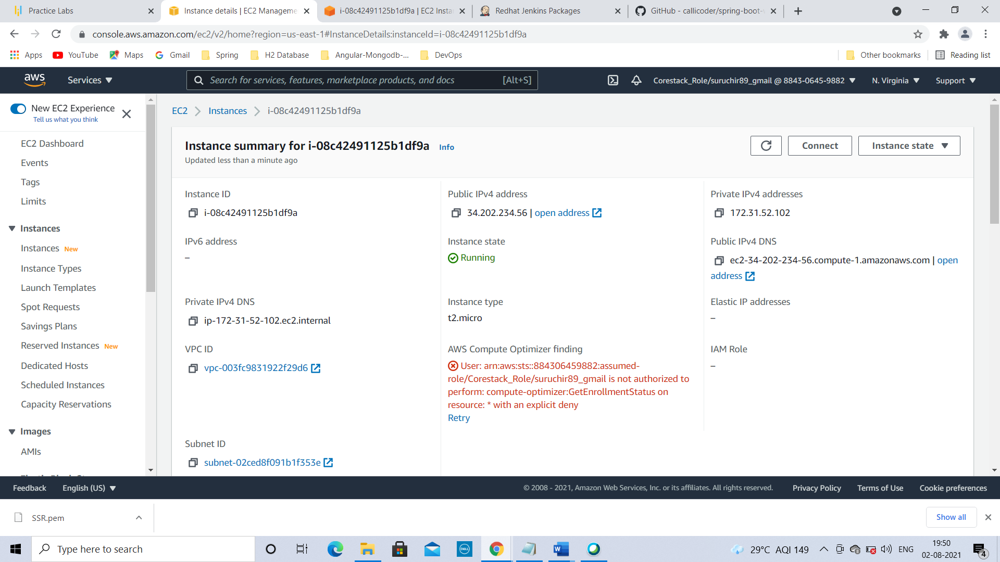 Practice Labs
Instance details | EC2 Manageme
i-08c42491125b1df9a | EC2 Insta
Redhat Jenkins Packages
GitHub - callicoder/spring-boot-
console.aws.amazon.com/ec2/v2/home?region=us-east-1#InstanceDetails:instanceId=i-08c42491125b1df9a
Apps YouTube Maps Gmail Spring H2 Database Angular-Mongodb-... DevOps Other bookmarks Reading list
aws Services Search for services, features, marketplace products, and docs [Alt+S] Corestack_Role/suruchir89_gmail @ 8843-0645-9882 N. Virginia Support
New EC2 Experience
Tell us what you think
EC2 Dashboard
Events
Tags
Limits
Instances
Instances New
Instance Types
Launch Templates
Spot Requests
Savings Plans
Reserved Instances New
Dedicated Hosts
Scheduled Instances
Capacity Reservations
Images
AMIs
EC2 Instances i-08c42491125b1df9a
Instance summary for i-08c42491125b1df9a Info
Updated less than a minute ago
Connect Instance state
Instance ID
i-08c42491125b1df9a
Public IPv4 address
34.202.234.56 | open address
Private IPv4 addresses
172.31.52.102
IPv6 address
–
Instance state
Running
Public IPv4 DNS
ec2-34-202-234-56.compute-1.amazonaws.com | open
address
Private IPv4 DNS
ip-172-31-52-102.ec2.internal
Instance type
t2.micro
Elastic IP addresses
–
VPC ID
vpc-003fc9831922f29d6
AWS Compute Optimizer finding
User: arn:aws:sts::884306459882:assumed-
role/Corestack_Role/suruchir89_gmail is not authorized to
perform: compute-optimizer:GetEnrollmentStatus on
resource: * with an explicit deny
Retry
IAM Role
–
Subnet ID
subnet-02ced8f091b1f353e
Feedback English (US) © 2008 - 2021, Amazon Web Services, Inc. or its affiliates. All rights reserved. Privacy Policy Terms of Use Cookie preferences
SSR.pem Show all
Type here to search
DELL
29°C AQI 149 ENG
19:50
02-08-2021
4